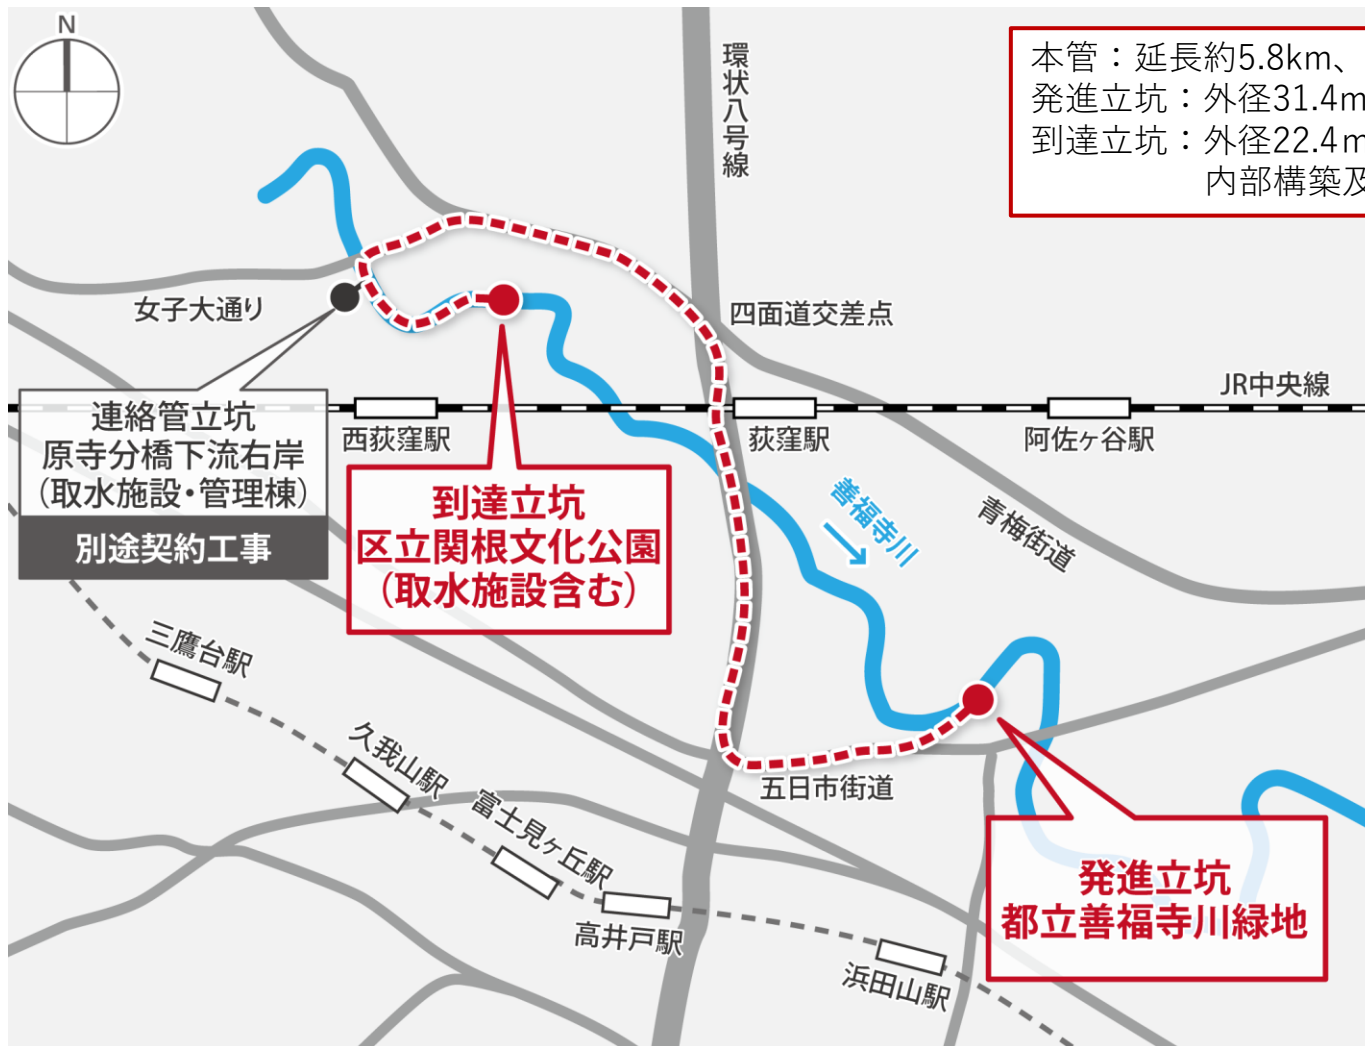 N
環状八号線
本管：延長約5.8km、
発進立坑：外径31.4m
到達立坑：外径22.4m
内部構築及
女子大通り
四面道交差点
JR中央線
西荻窪駅
荻窪駅
阿佐ヶ谷駅
連絡管立坑
原寺分橋下流右岸
（取水施設・管理棟）
別途契約工事
到達立坑
区立関根文化公園
（取水施設含む）
善福寺川
青梅街道
三鷹台駅
久我山駅
富士見ヶ丘駅
高井戸駅
浜田山駅
五日市街道
発進立坑
都立善福寺川緑地